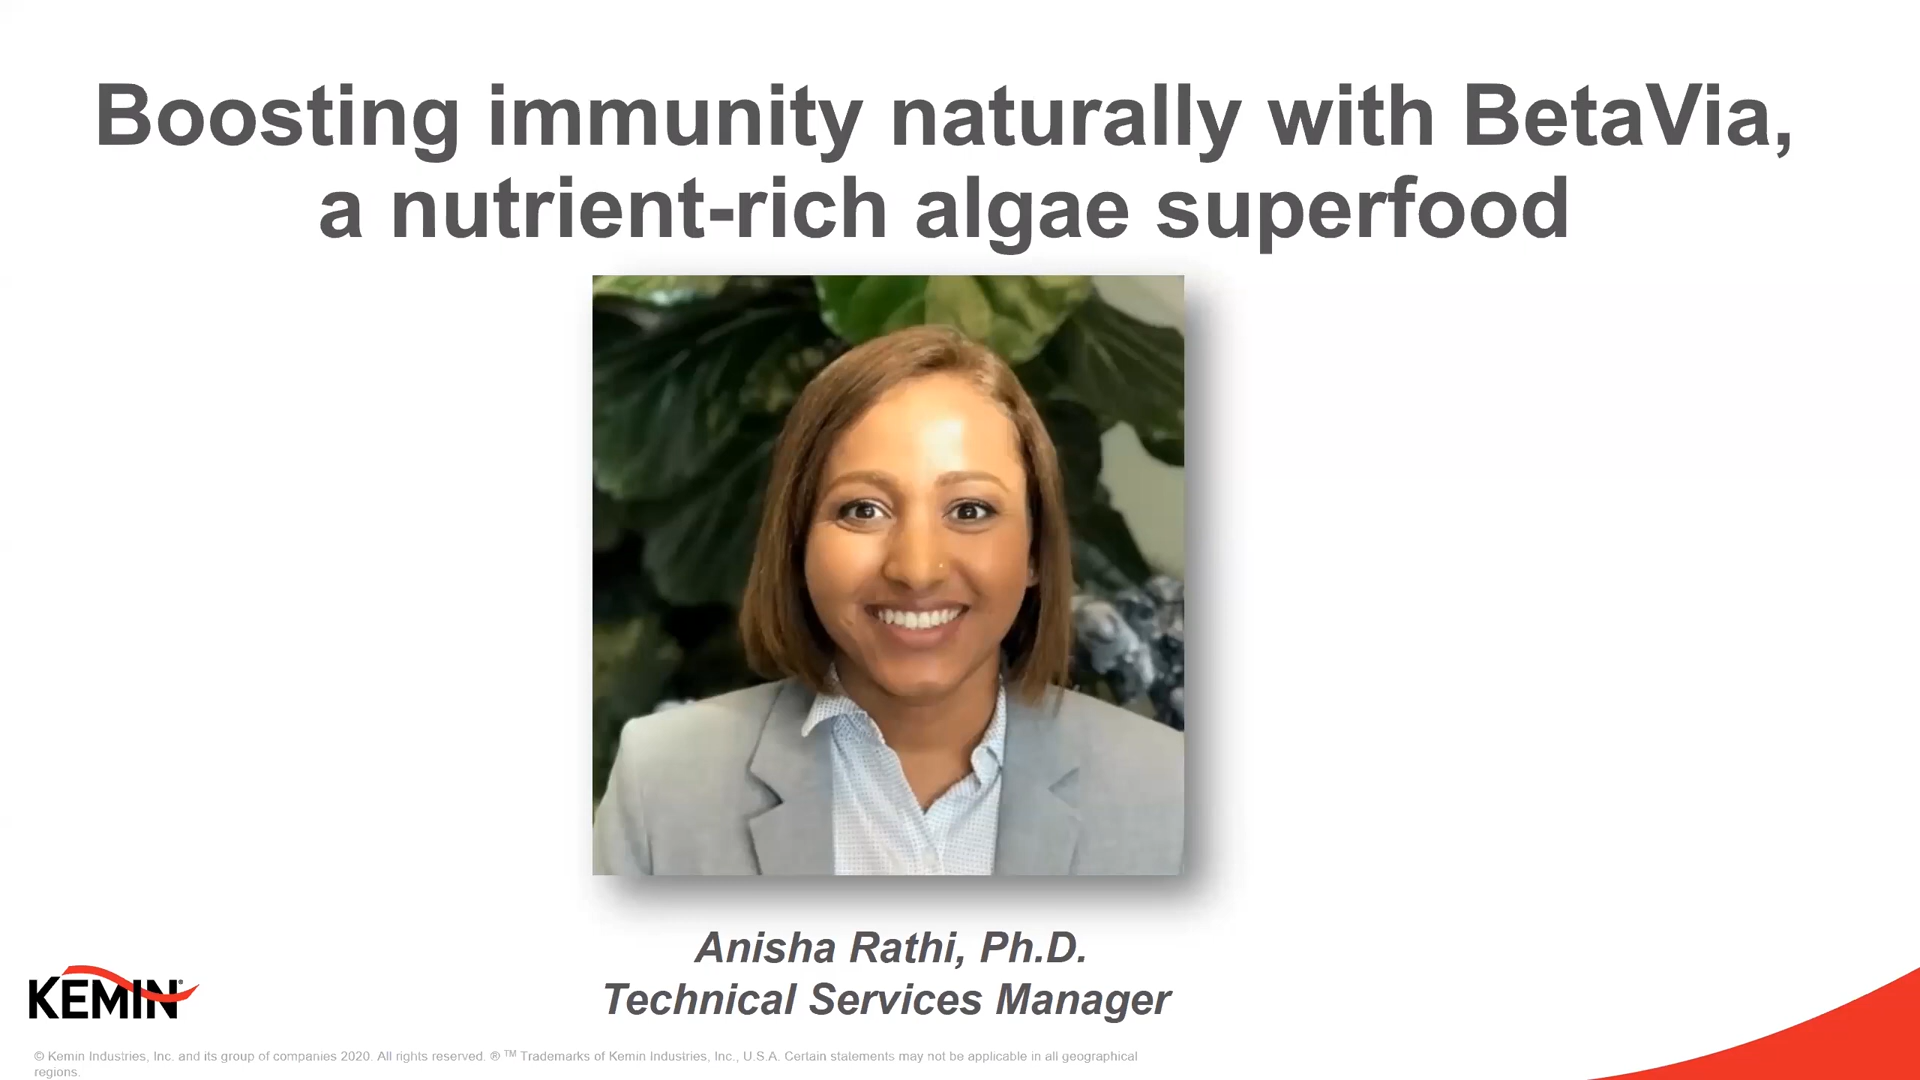 Boosting immunity naturally with BetaVia,
a nutrient-rich algae superfood
Anisha Rathi, Ph.D.
Technical Services Manager
KEMIN®
© Kemin Industries, Inc. and its group of companies 2020. All rights reserved. ® ™ Trademarks of Kemin Industries, Inc., U.S.A. Certain statements may not be applicable in all geographical
regions.